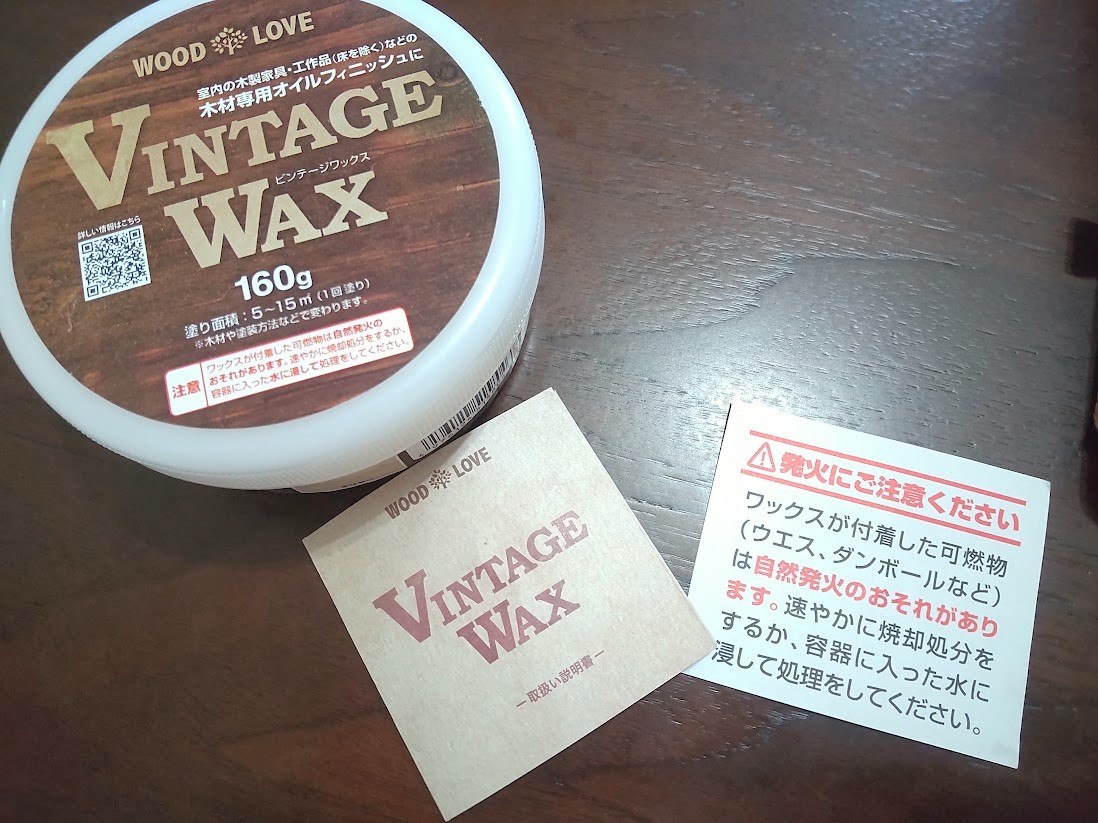 WOOD LOVE
室内の木製家具・工作品(床を除く)などの
木材専用オイルフィニッシュに
VINTAGE
ビンテージワックス
WAX
詳しい情報はこちら
160g
塗り面積:5~15㎡(1回塗り)
※木材や塗装方法などで変わります。
注意
ワックスが付着した可燃物は自然発火の
おそれがあります。速やかに焼却処分をするか、
容器に入った水に浸して処理をしてください。
WOOD LOVE
VINTAGE
WAX
ー取扱い説明書ー
発火にご注意ください
ワックスが付着した可燃物
(ウエス、ダンボールなど)
は自然発火のおそれがあり
ます。速やかに焼却処分を
するか、容器に入った水に
浸して処理をしてください。